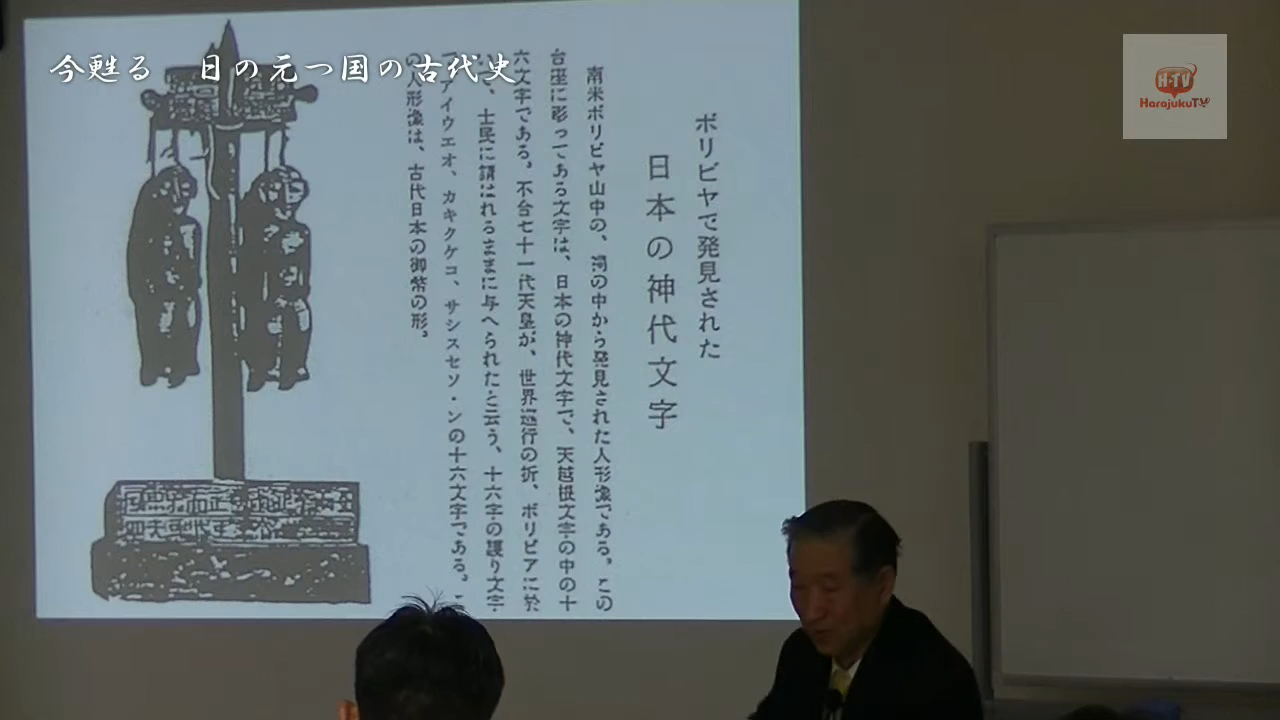 今甦る 日の元つ国の古代史
H-TV
HarajukuTV
ボリビヤで発見された
日本の神代文字
南米ボリビヤ山中の、洞の中から発見された人形像である。この
台座に彫ってある文字は、日本の神代文字で、天越根文字の中の十
六文字である。不合七十一代天皇が、世界巡行の折、ボリビアに於
、士民に請はれるままに与へられたと云う、十六字の譲り文字
アイウエオ、カキクケコ、サシスセソ・ンの十六文字である。こ
の人形像は、古代日本の御幣の形。